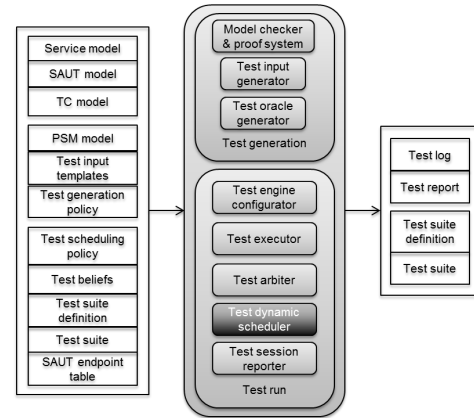 Service model
SAUT model
TC model
PSM model
Test input
templates
Test generation
policy
Test scheduling
policy
Test beliefs
Test suite
definition
Test suite
SAUT endpoint
table
Model checker
& proof system
Test input
generator
Test oracle
generator
Test generation
Test engine
configurator
Test executor
Test arbiter
Test dynamic
scheduler
Test session
reporter
Test run
Test log
Test report
Test suite
definition
Test suite